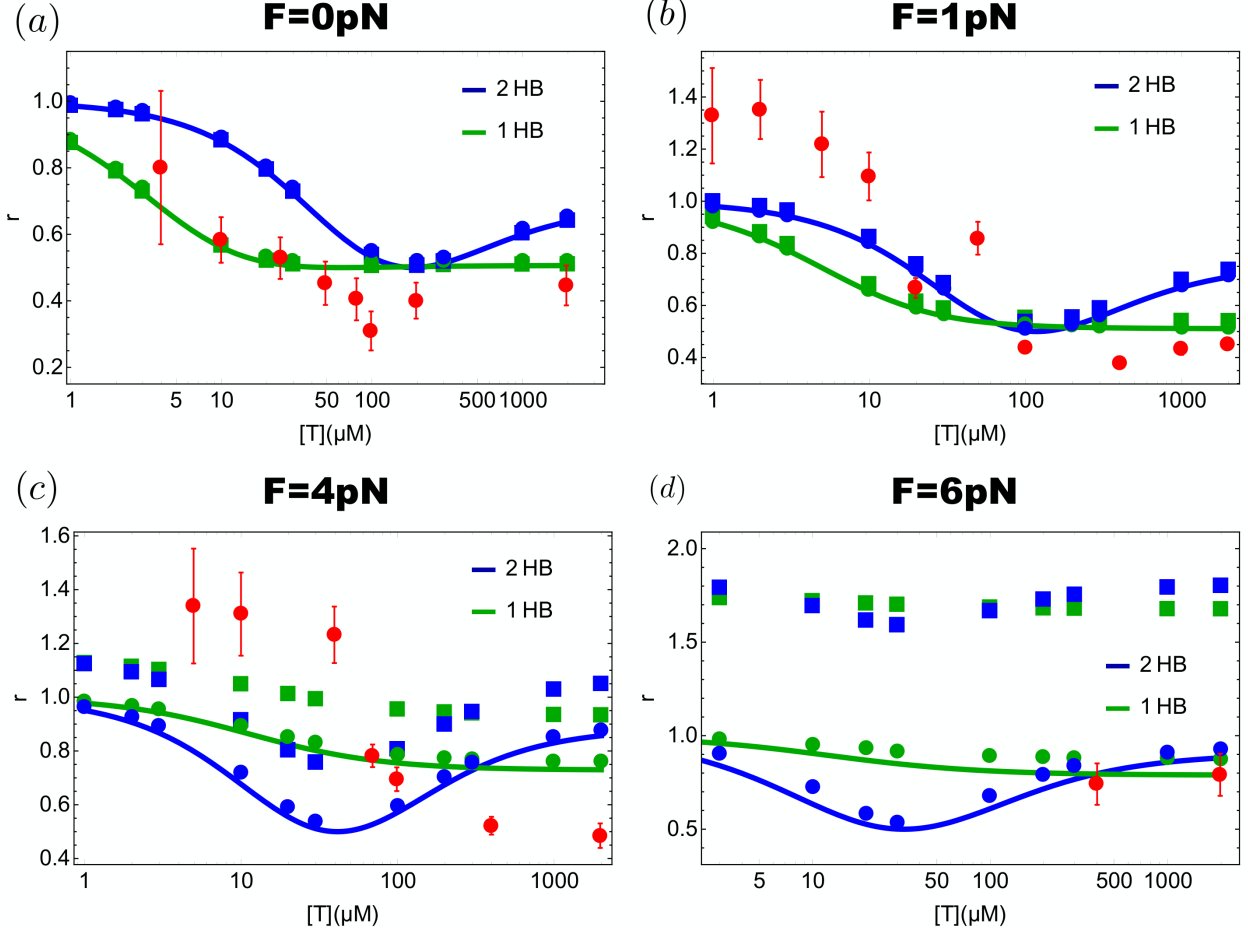 (a) F=0pN
2 HB
1 HB
r
1.0
0.8
0.6
0.4
0.2
1 5 10 50 100 500 1000
[T](μM)
(b) F=1pN
2 HB
1 HB
r
1.4
1.2
1.0
0.8
0.6
0.4
1 10 100 1000
[T](μM)
(c) F=4pN
2 HB
1 HB
r
1.6
1.4
1.2
1.0
0.8
0.6
0.4
1 10 100 1000
[T](μM)
(d) F=6pN
2 HB
1 HB
r
2.0
1.5
1.0
0.5
5 10 50 100 500 1000
[T](μM)